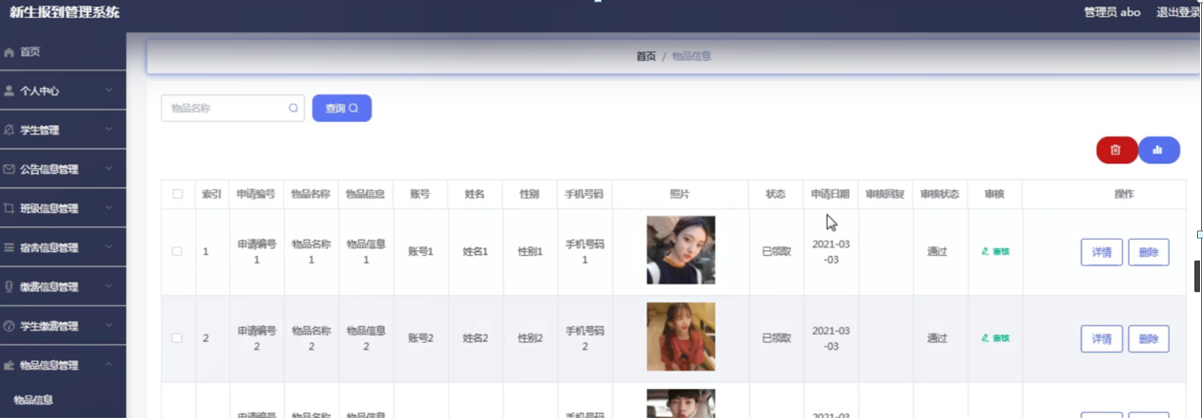 新生报到管理系统
管理员 abo 退出登录
首页
个人中心
学生管理
公告信息管理
班级信息管理
宿舍信息管理
缴费信息管理
学生缴费管理
物品信息管理
物品信息
首页 / 物品信息
物品名称 查询
索引 申请编号 物品名称 物品信息 账号 姓名 性别 手机号码 照片 状态 申请日期 审核回复 审核状态 审核 操作
1 申请编号1 物品名称1 物品信息1 账号1 姓名1 性别1 手机号码1 已领取 2021-03-03 通过 审核 详情 删除
2 申请编号2 物品名称2 物品信息2 账号2 姓名2 性别2 手机号码2 已领取 2021-03-03 通过 审核 详情 删除
申请编号 物品名称 物品信息 手机号码 2021-03